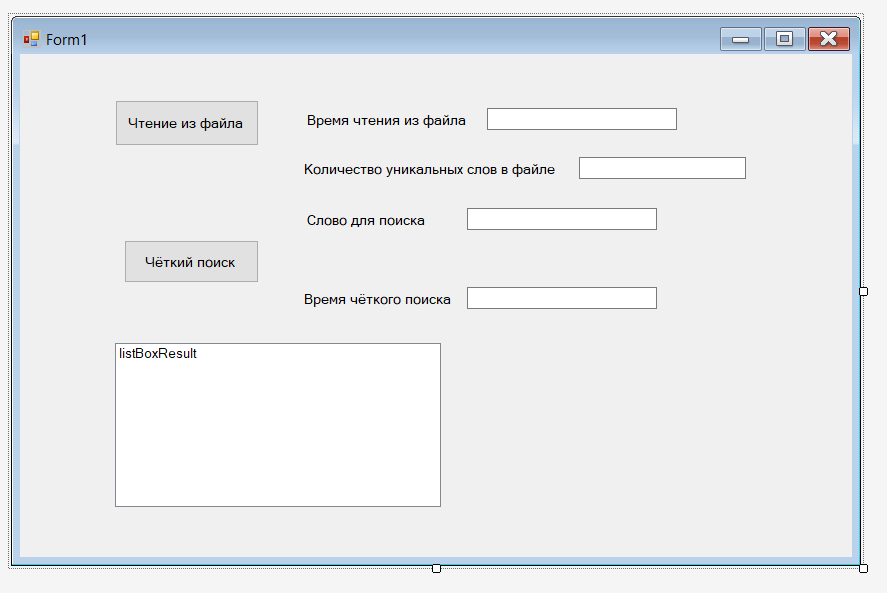 Form1
Чтение из файла
Время чтения из файла
Количество уникальных слов в файле
Слово для поиска
Чёткий поиск
Время чёткого поиска
listBoxResult